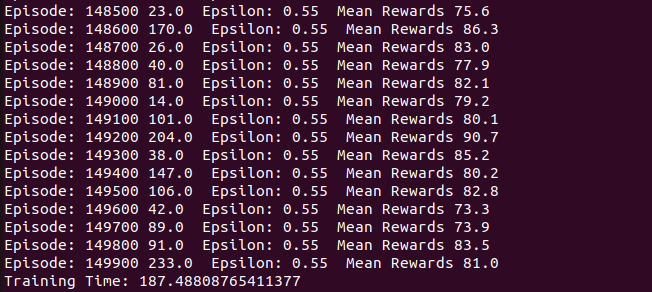 Episode: 148500 23.0  Epsilon: 0.55  Mean Rewards 75.6
Episode: 148600 170.0  Epsilon: 0.55  Mean Rewards 86.3
Episode: 148700 26.0  Epsilon: 0.55  Mean Rewards 83.0
Episode: 148800 40.0  Epsilon: 0.55  Mean Rewards 77.9
Episode: 148900 81.0  Epsilon: 0.55  Mean Rewards 82.1
Episode: 149000 14.0  Epsilon: 0.55  Mean Rewards 79.2
Episode: 149100 101.0  Epsilon: 0.55  Mean Rewards 80.1
Episode: 149200 204.0  Epsilon: 0.55  Mean Rewards 90.7
Episode: 149300 38.0  Epsilon: 0.55  Mean Rewards 85.2
Episode: 149400 147.0  Epsilon: 0.55  Mean Rewards 80.2
Episode: 149500 106.0  Epsilon: 0.55  Mean Rewards 82.8
Episode: 149600 42.0  Epsilon: 0.55  Mean Rewards 73.3
Episode: 149700 89.0  Epsilon: 0.55  Mean Rewards 73.9
Episode: 149800 91.0  Epsilon: 0.55  Mean Rewards 83.5
Episode: 149900 233.0  Epsilon: 0.55  Mean Rewards 81.0
Training Time: 187.48808765411377